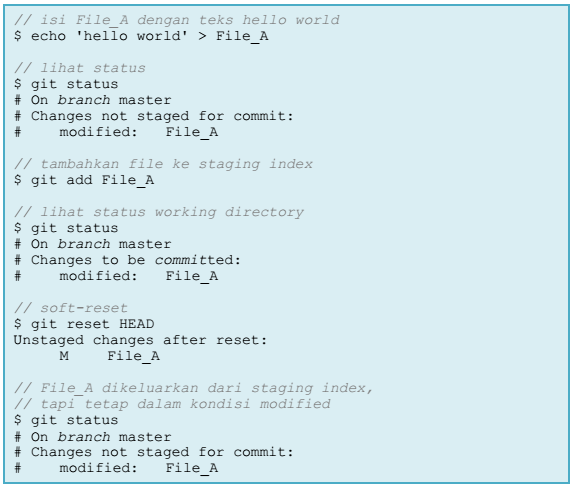 // isi File_A dengan teks hello world
$ echo 'hello world' > File_A
// lihat status
$ git status
# On branch master
# Changes not staged for commit:
#    modified:   File_A
// tambahkan file ke staging index
$ git add File_A
// lihat status working directory
$ git status
# On branch master
# Changes to be committed:
#    modified:   File_A
// soft-reset
$ git reset HEAD
Unstaged changes after reset:
     M     File_A
// File_A dikeluarkan dari staging index,
// tapi tetap dalam kondisi modified
$ git status
# On branch master
# Changes not staged for commit:
#    modified:   File_A